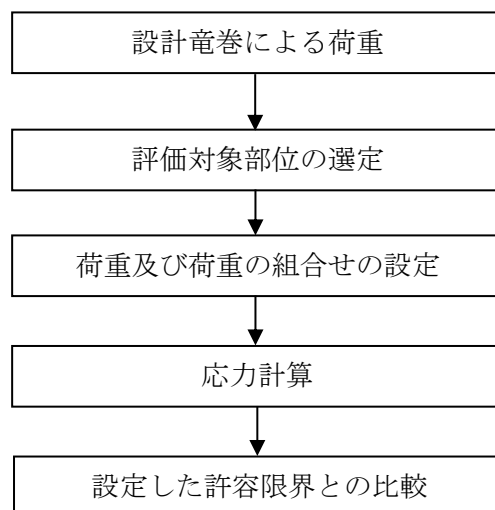 設計竜巻による荷重
評価対象部位の選定
荷重及び荷重の組合せの設定
応力計算
設定した許容限界との比較